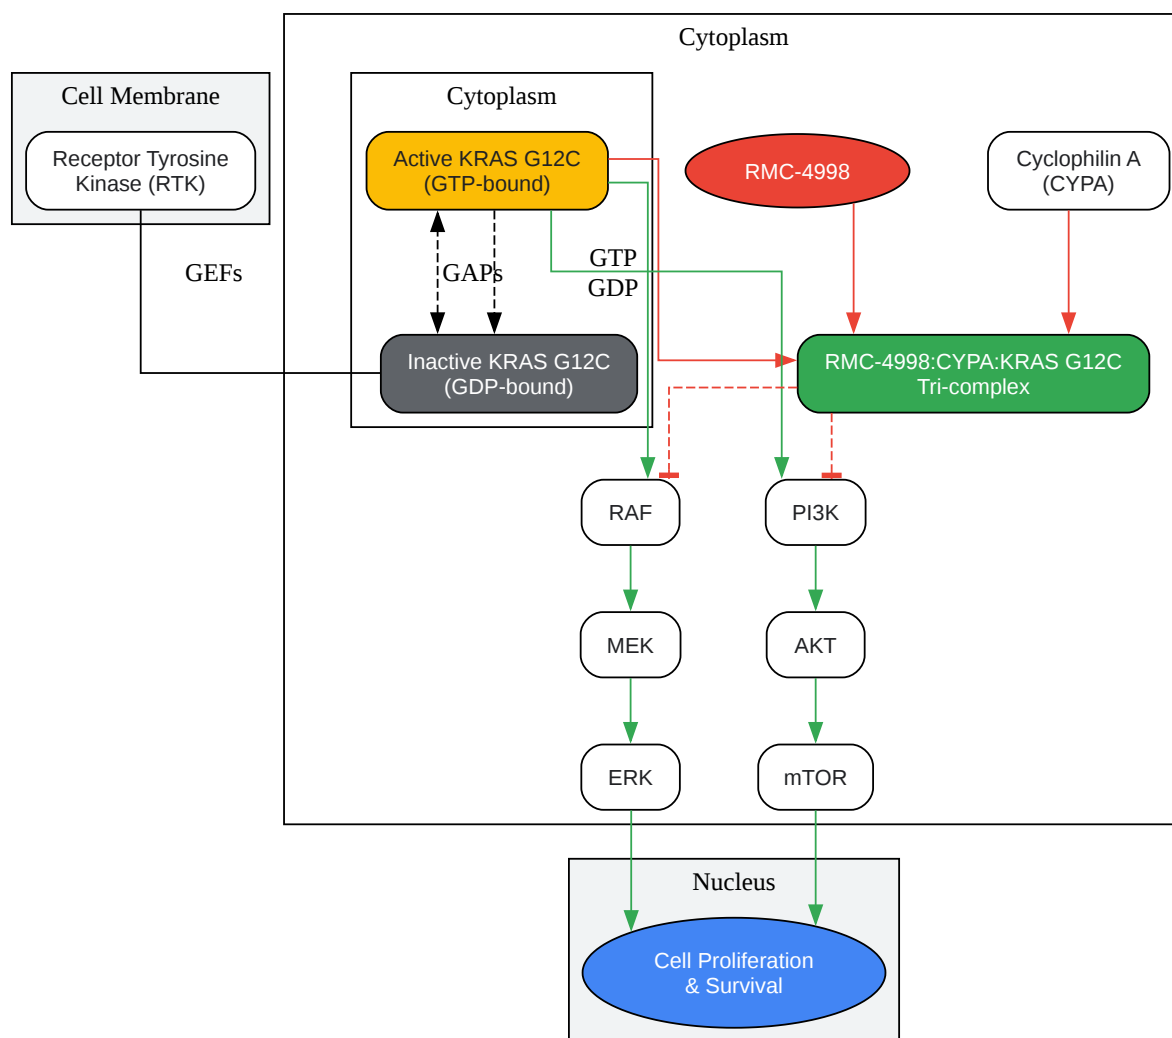 Cytoplasm
Cell Membrane
Cytoplasm
Receptor Tyrosine
Kinase (RTK)
Active KRAS G12C
(GTP-bound)
RMC-4998
Cyclophilin A
(CYPA)
GEFs
GAPs
GTP
GDP
Inactive KRAS G12C
(GDP-bound)
RMC-4998:CYPA:KRAS G12C
Tri-complex
RAF
PI3K
MEK
AKT
ERK
mTOR
Nucleus
Cell Proliferation
& Survival